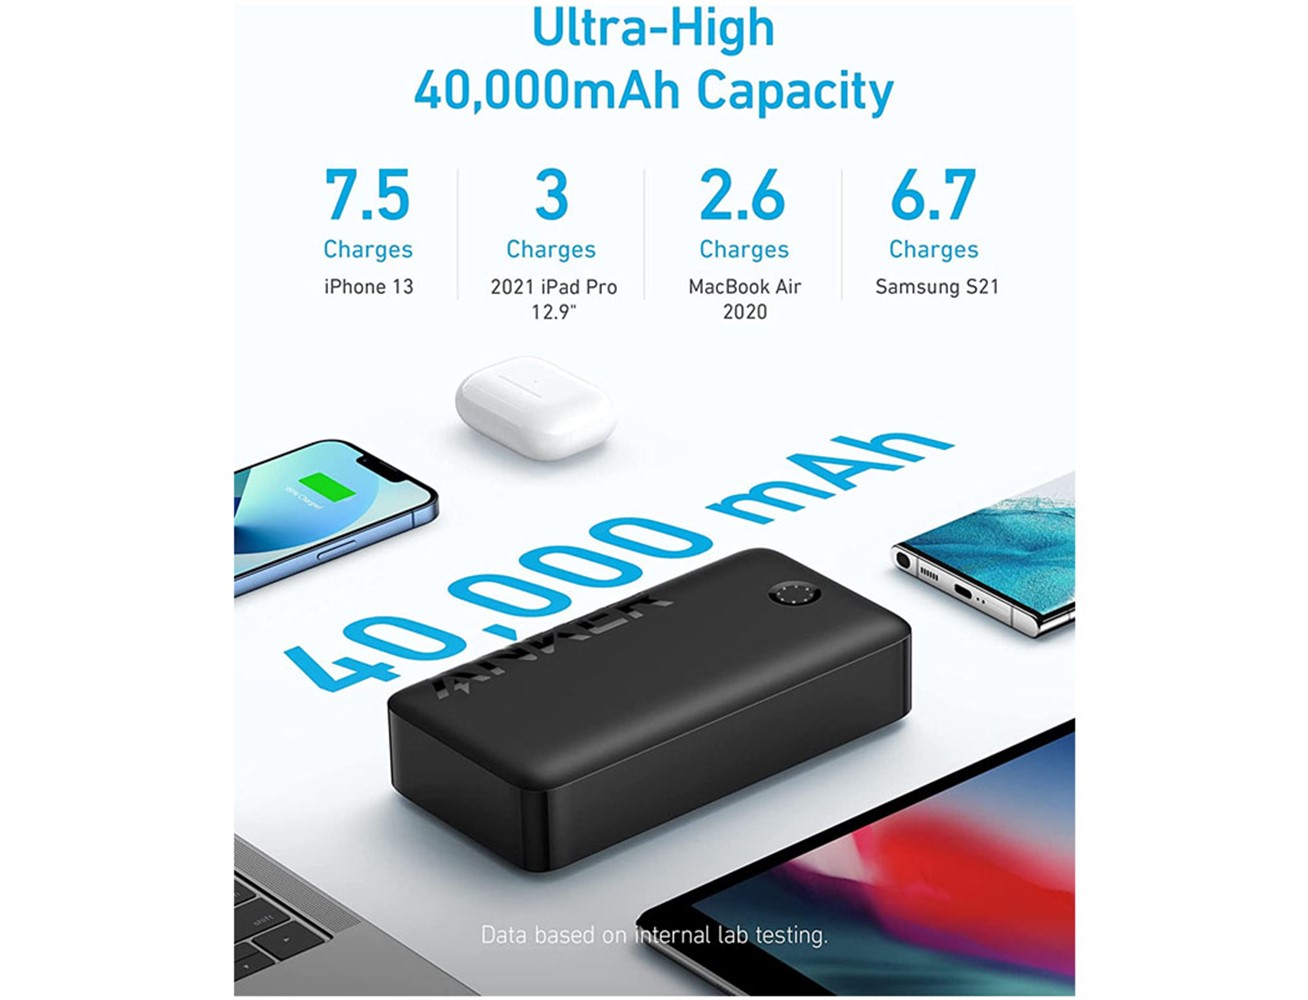 Ultra-High
40,000mAh Capacity
7.5
Charges
iPhone 13
3
Charges
2021 iPad Pro
12.9"
2.6
Charges
MacBook Air
2020
6.7
Charges
Samsung S21
40,000 mAh
ANKER
shift
Data based on internal lab testing.